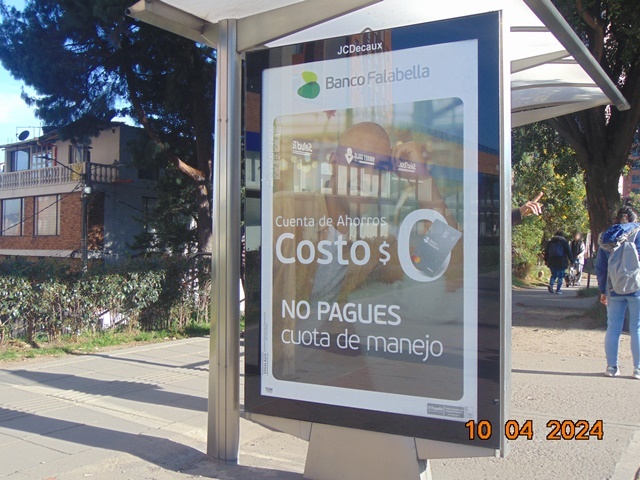 JCDecaux
Banco Falabella
Cuenta de Ahorros
Costo $ 0
NO PAGUES
cuota de manejo
10 04 2024